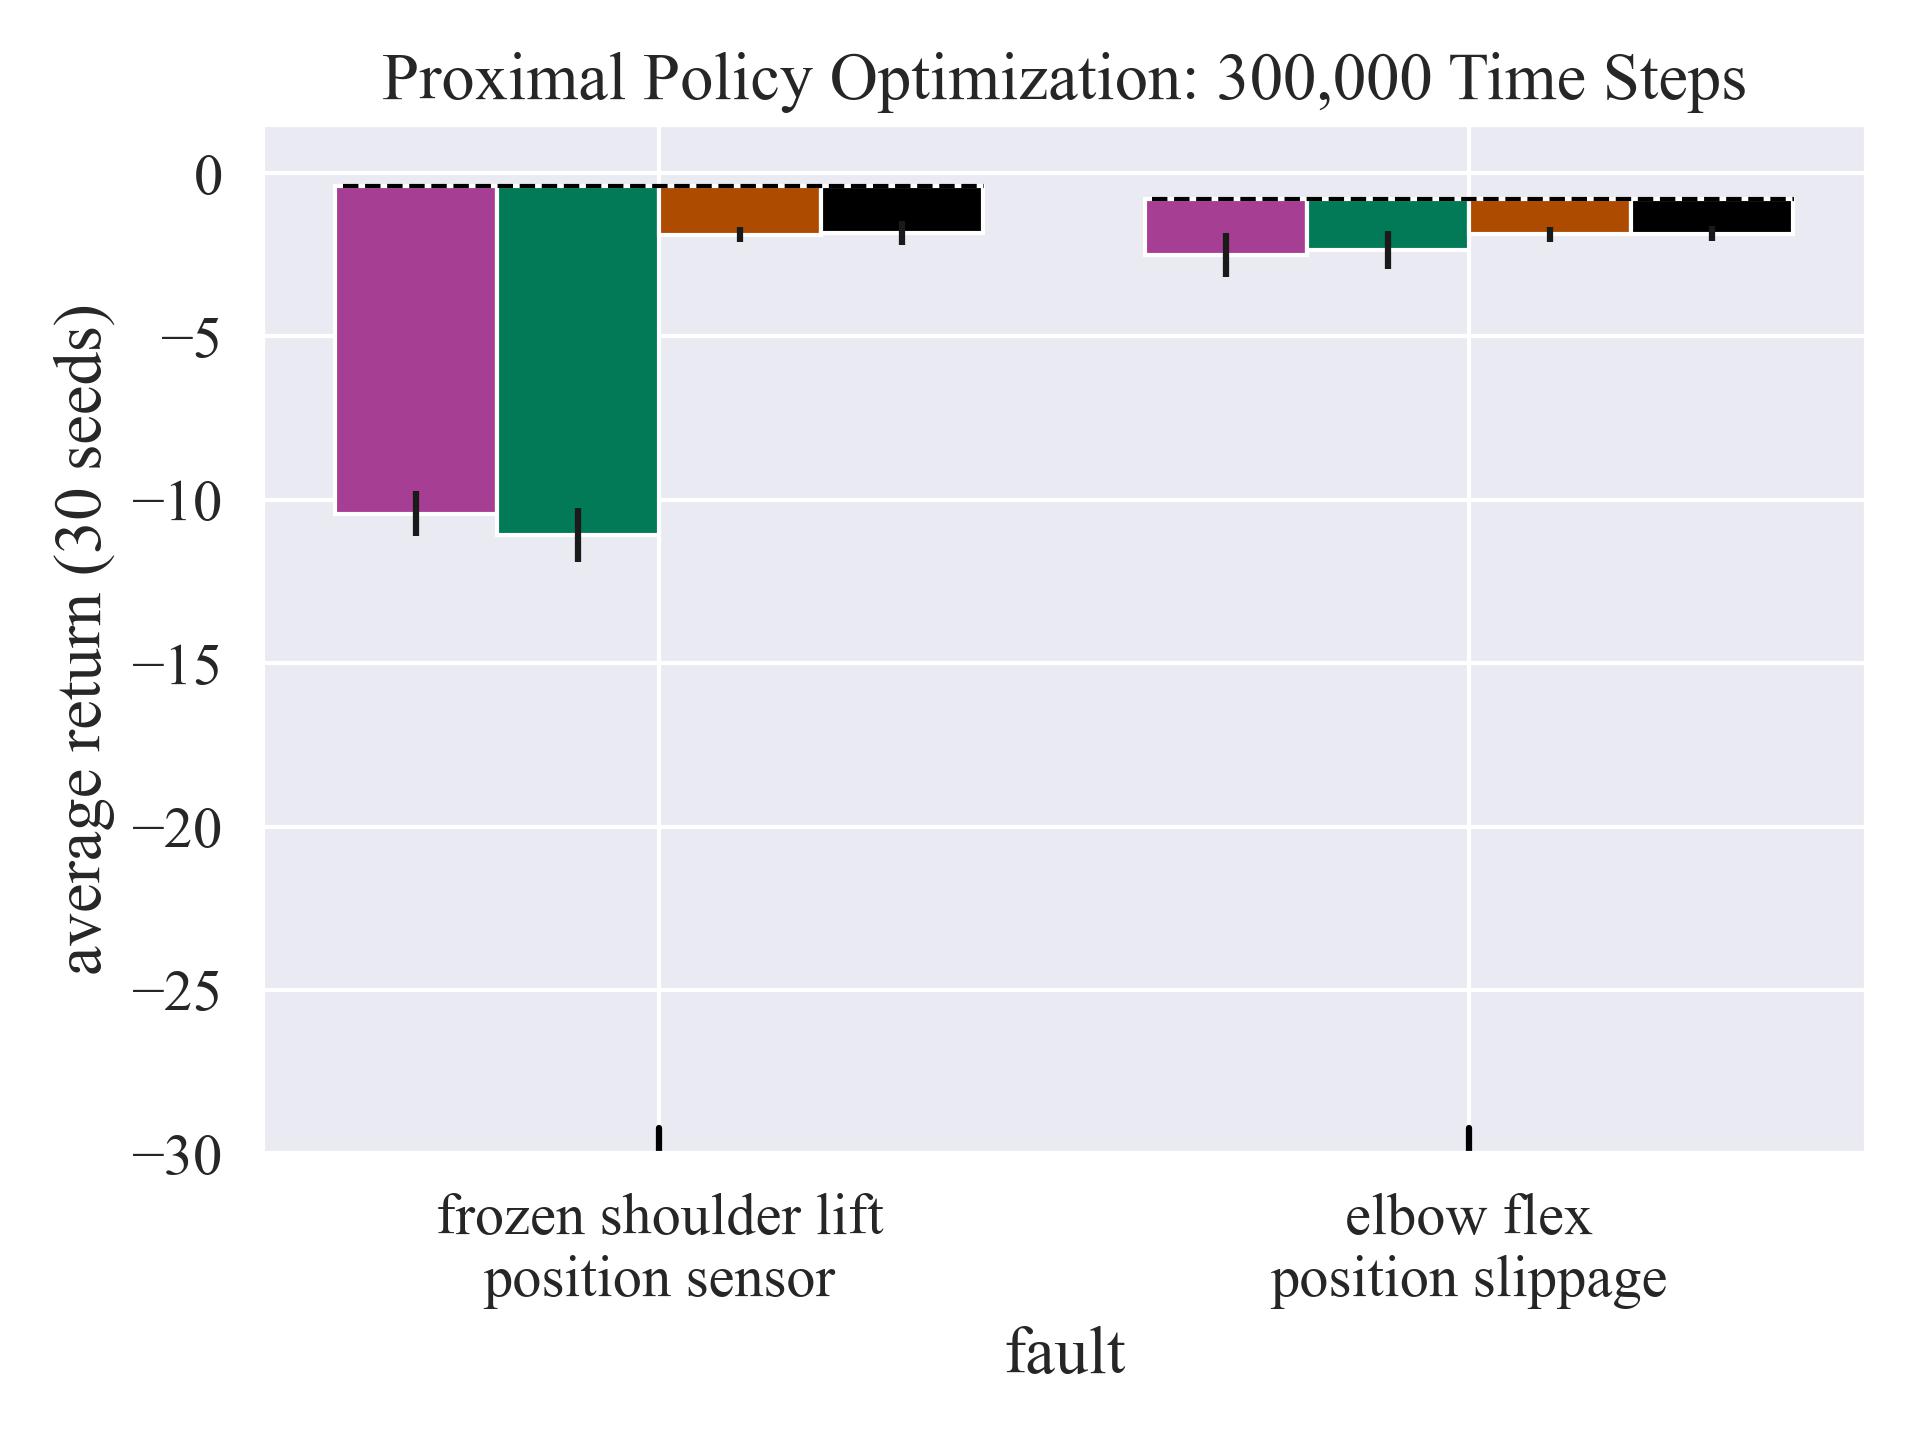 Proximal Policy Optimization: 300,000 Time Steps
average return (30 seeds)
0
−5
−10
−15
−20
−25
−30
frozen shoulder lift
position sensor
elbow flex
position slippage
fault